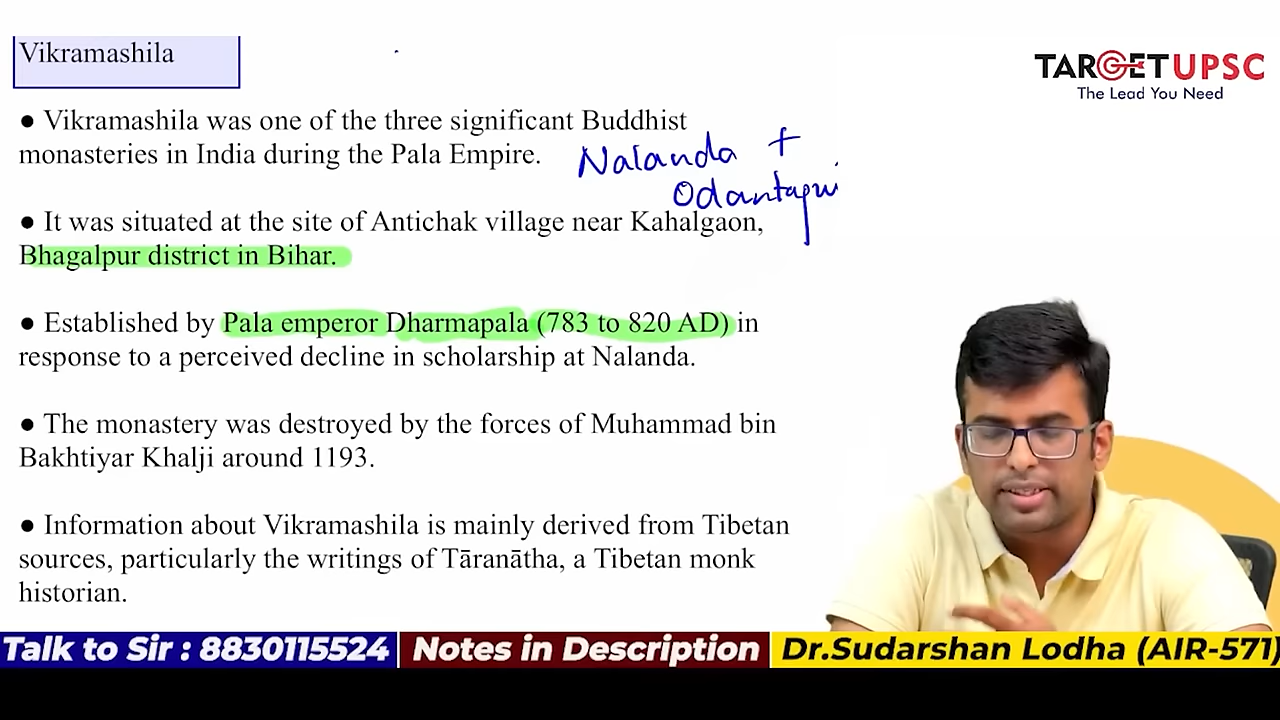 Vikramashila
TARGETUPSC
The Lead You Need
● Vikramashila was one of the three significant Buddhist
monasteries in India during the Pala Empire.
Nalanda +
● It was situated at the site of Antichak village near Kahalgaon,
Bhagalpur district in Bihar.
● Established by Pala emperor Dharmapala (783 to 820 AD) in
response to a perceived decline in scholarship at Nalanda.
● The monastery was destroyed by the forces of Muhammad bin
Bakhtiyar Khalji around 1193.
● Information about Vikramashila is mainly derived from Tibetan
sources, particularly the writings of Tāranātha, a Tibetan monk
historian.
Talk to Sir : 8830115524
Notes in Description
Dr.Sudarshan Lodha (AIR-571)